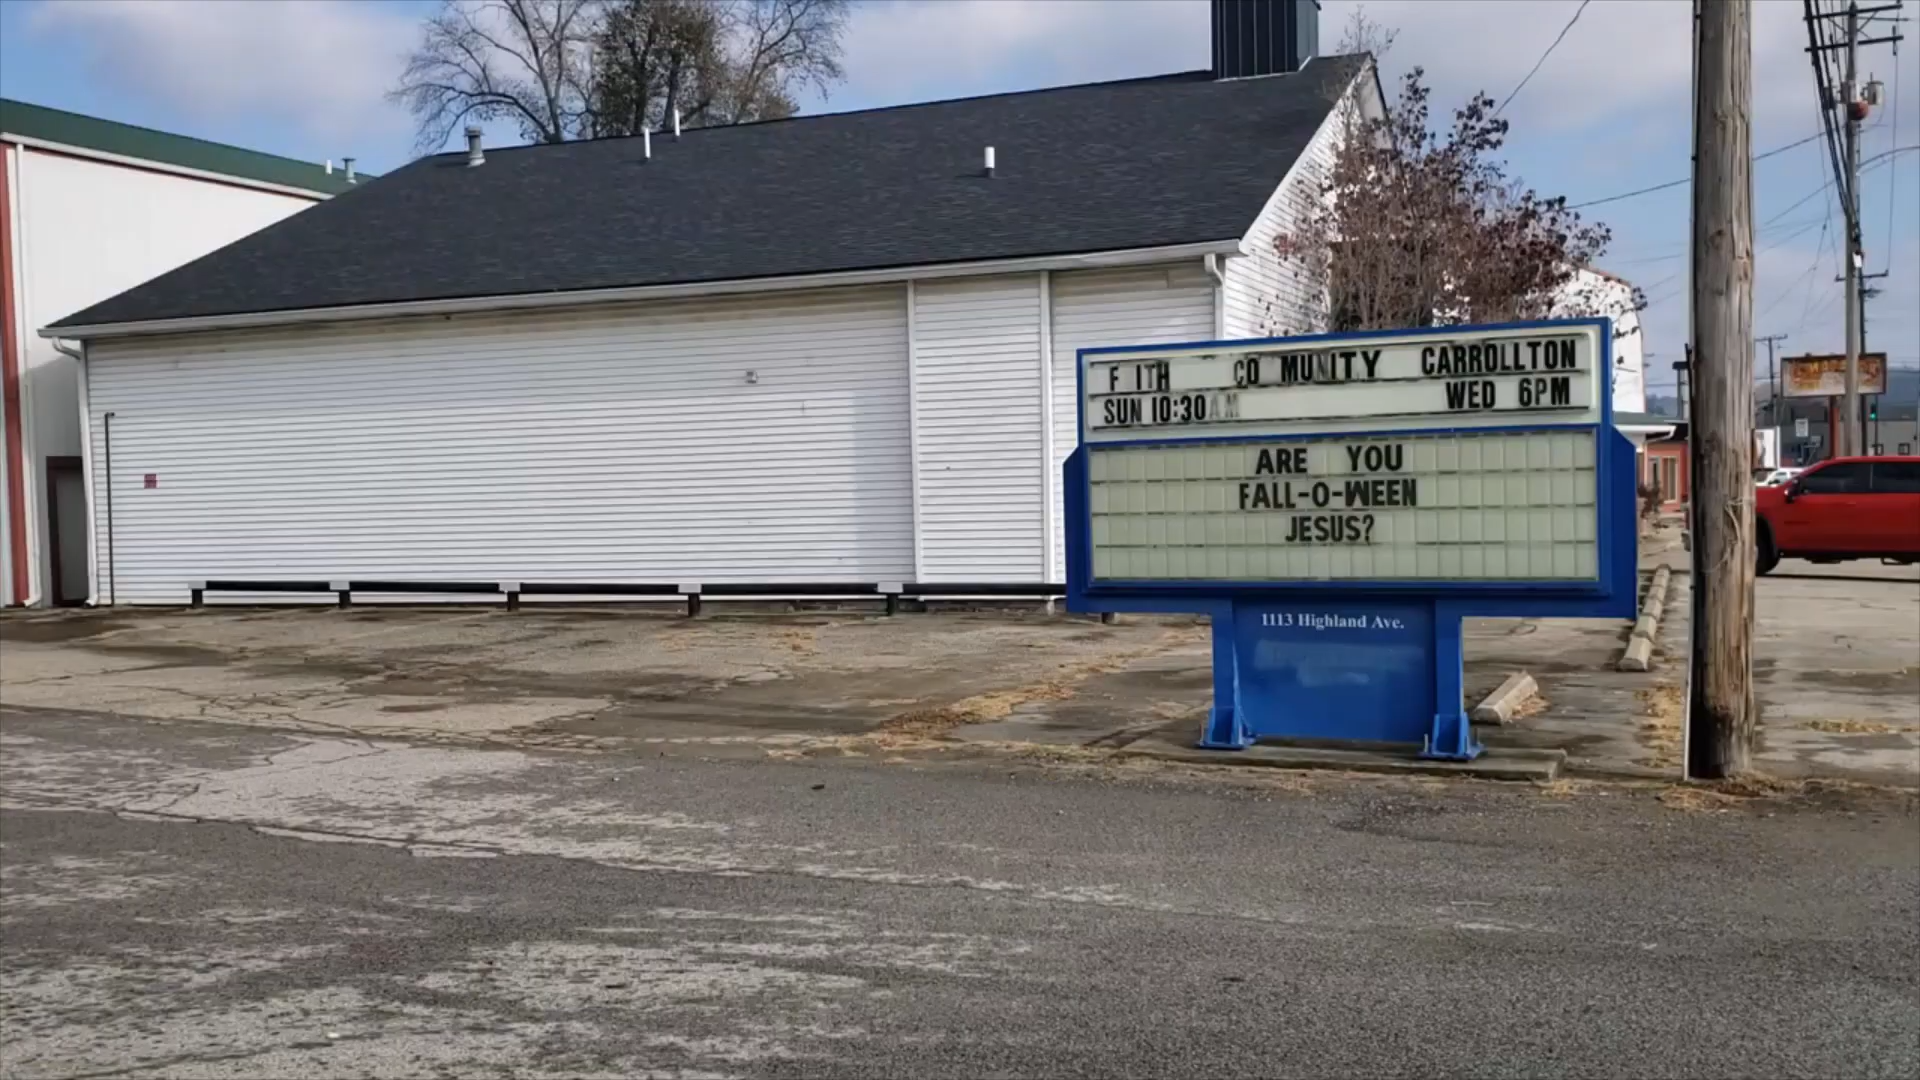 F ITH CO MUNITY CARROLLTON
SUN 10:30AM WED 6PM
ARE YOU
FALL-O-WEEN
JESUS?
1113 Highland Ave.